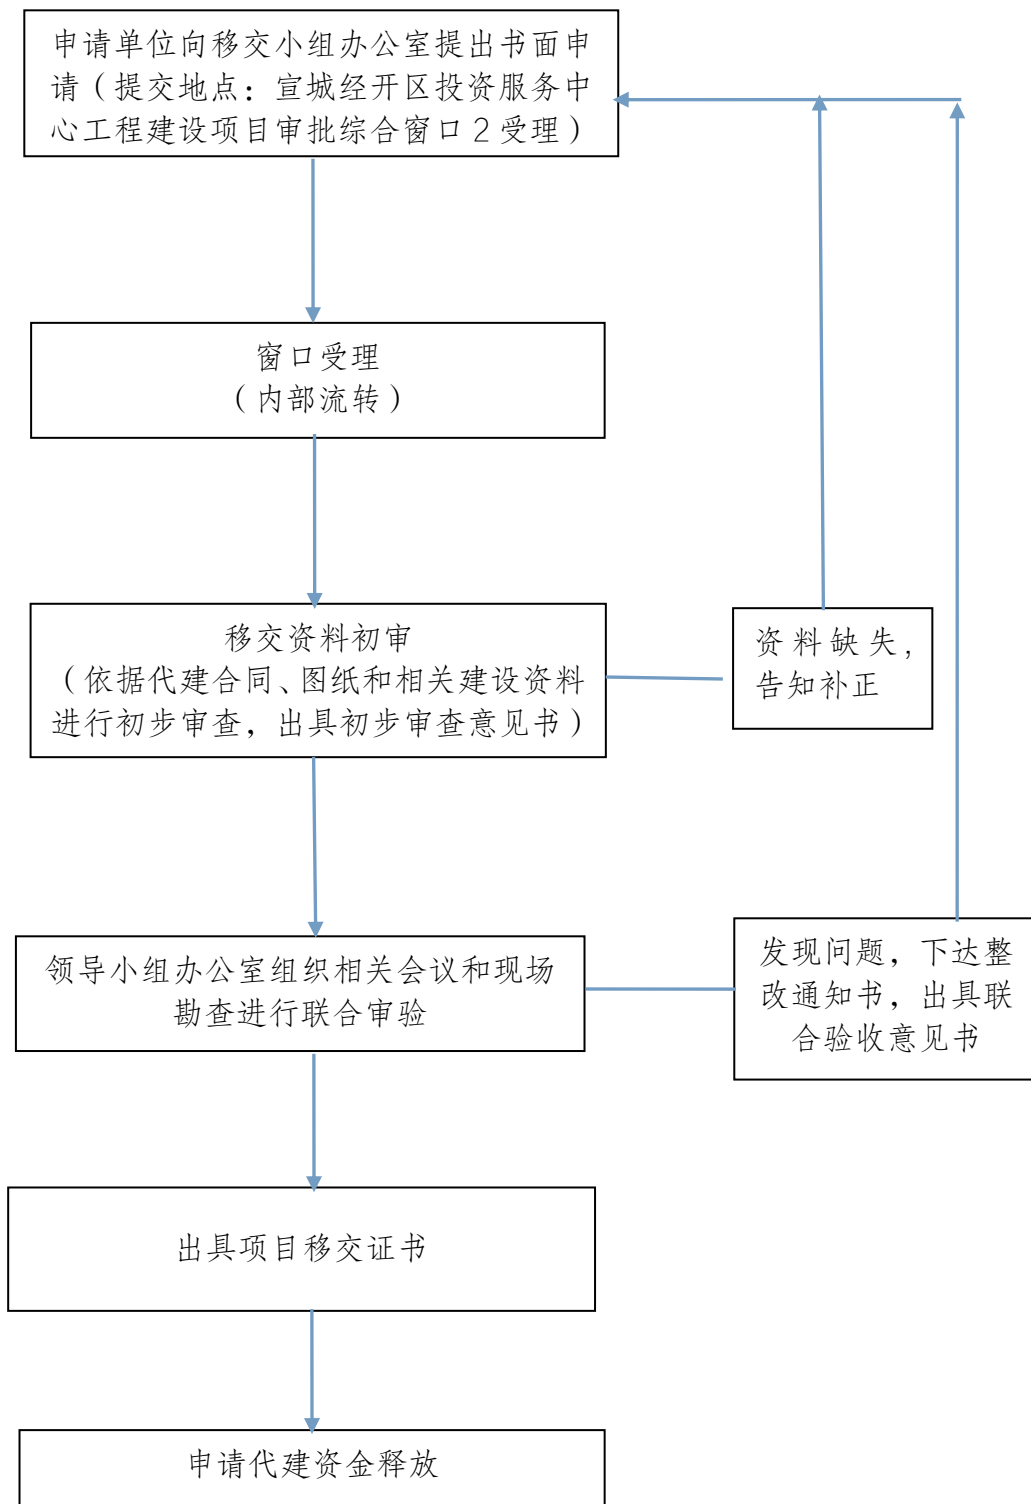 申请单位向移交小组办公室提出书面申
请（提交地点：宣城经开区投资服务中
心工程建设项目审批综合窗口２受理）
窗口受理
（内部流转）
移交资料初审
（依据代建合同、图纸和相关建设资料
进行初步审查，出具初步审查意见书）
资料缺失，
告知补正
领导小组办公室组织相关会议和现场
勘查进行联合审验
发现问题，下达整
改通知书，出具联
合验收意见书
出具项目移交证书
申请代建资金释放